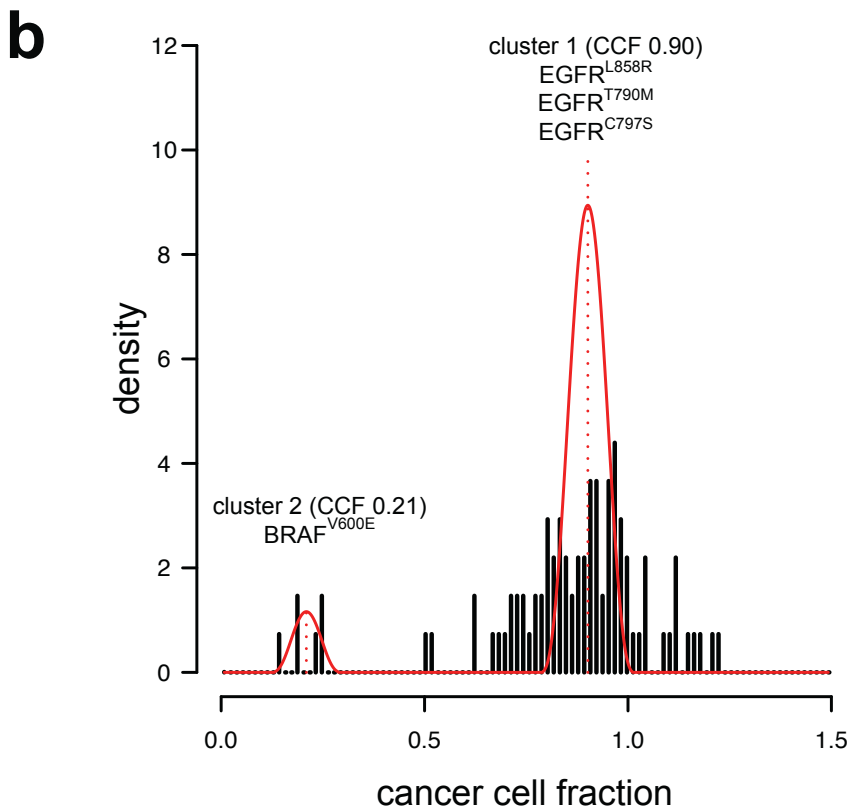 b
cluster 1 (CCF 0.90)
EGFR^L858R
EGFR^T790M
EGFR^C797S
12
10
8
6
4
2
0
density
cluster 2 (CCF 0.21)
BRAF^V600E
0.0 0.5 1.0 1.5
cancer cell fraction